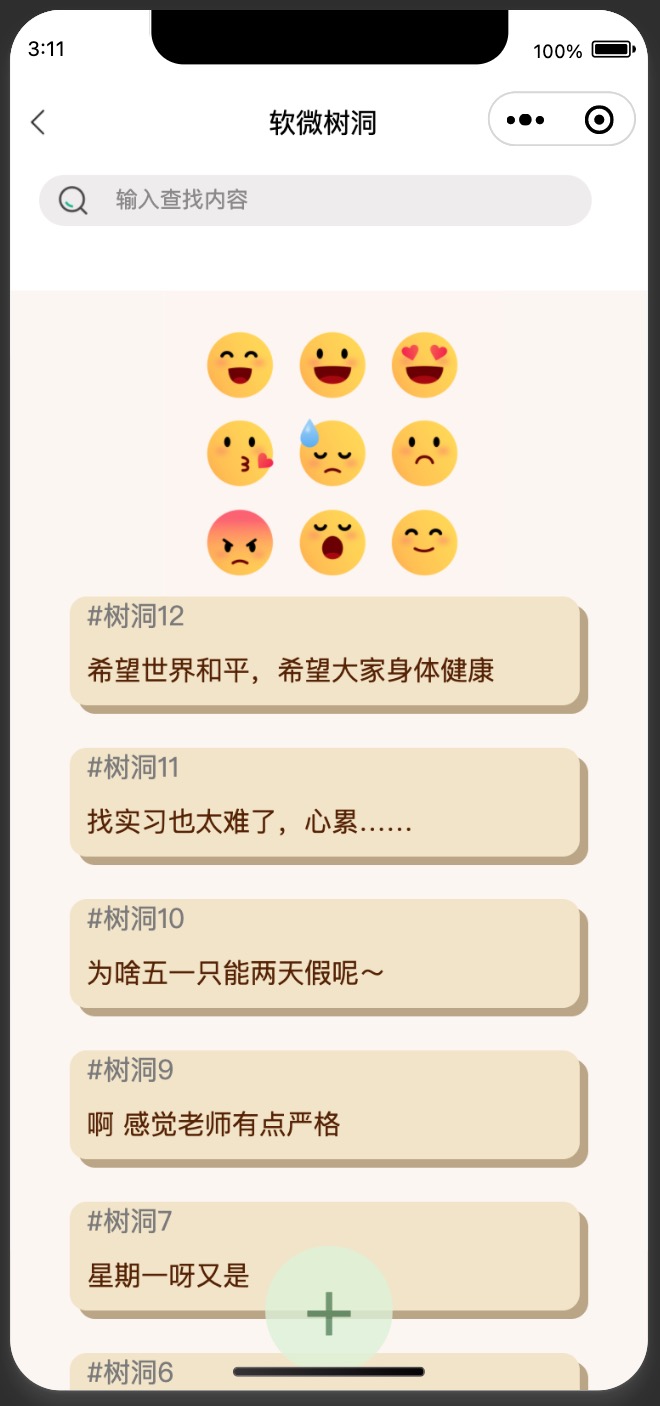 3:11
100%
软微树洞
输入查找内容
#树洞12
希望世界和平，希望大家身体健康
#树洞11
找实习也太难了，心累……
#树洞10
为啥五一只能两天假呢～
#树洞9
啊 感觉老师有点严格
#树洞7
星期一呀又是
#树洞6